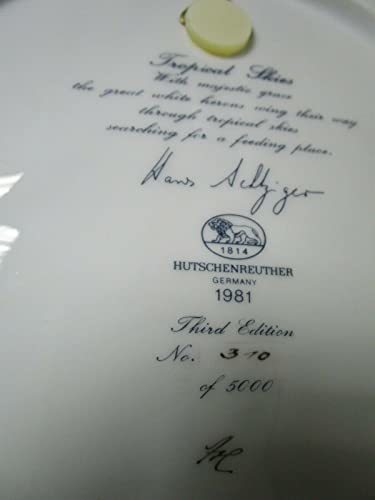 Tropical Skies
With majestic grace
the great white herons wing their way
through tropical skies
searching for a feeding place.
Hans Achtziger
1814
HUTSCHENREUTHER
GERMANY
1981
Third Edition
No. 310
of 5000